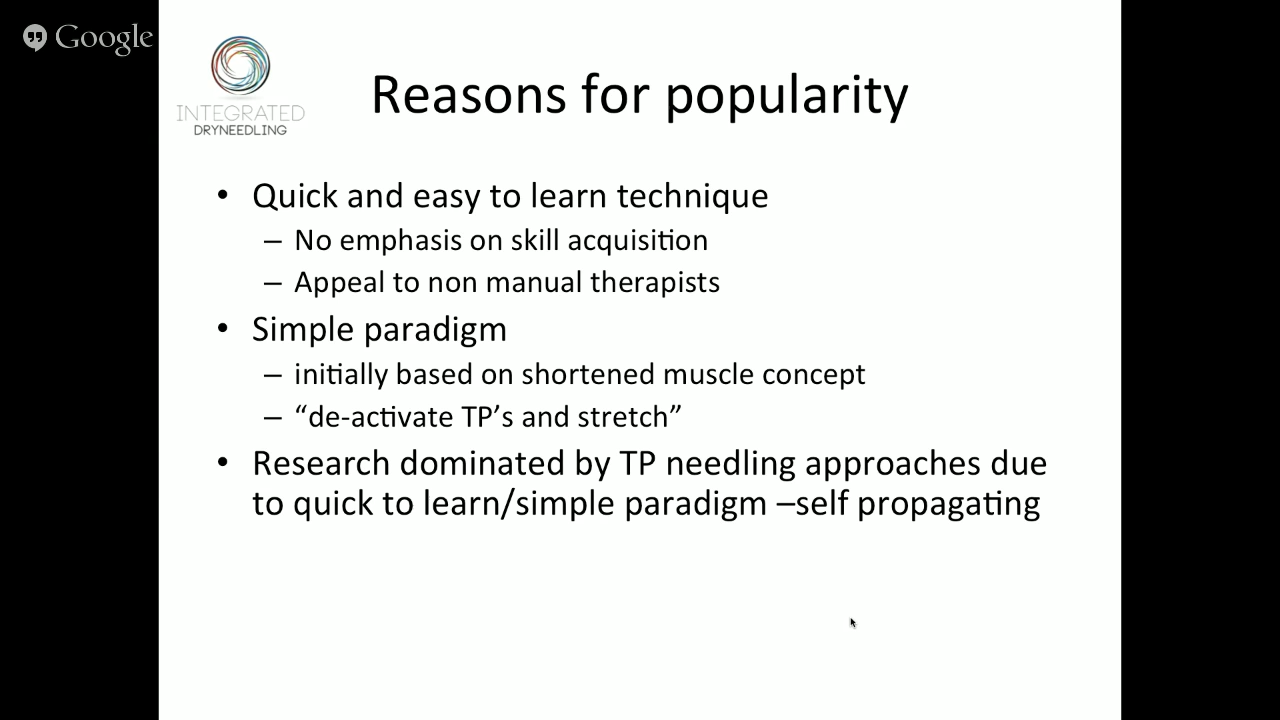 Google
INTEGRATED
DRYNEEDLING
Reasons for popularity
• Quick and easy to learn technique
– No emphasis on skill acquisition
– Appeal to non manual therapists
• Simple paradigm
– initially based on shortened muscle concept
– “de-activate TP’s and stretch”
• Research dominated by TP needling approaches due
to quick to learn/simple paradigm –self propagating